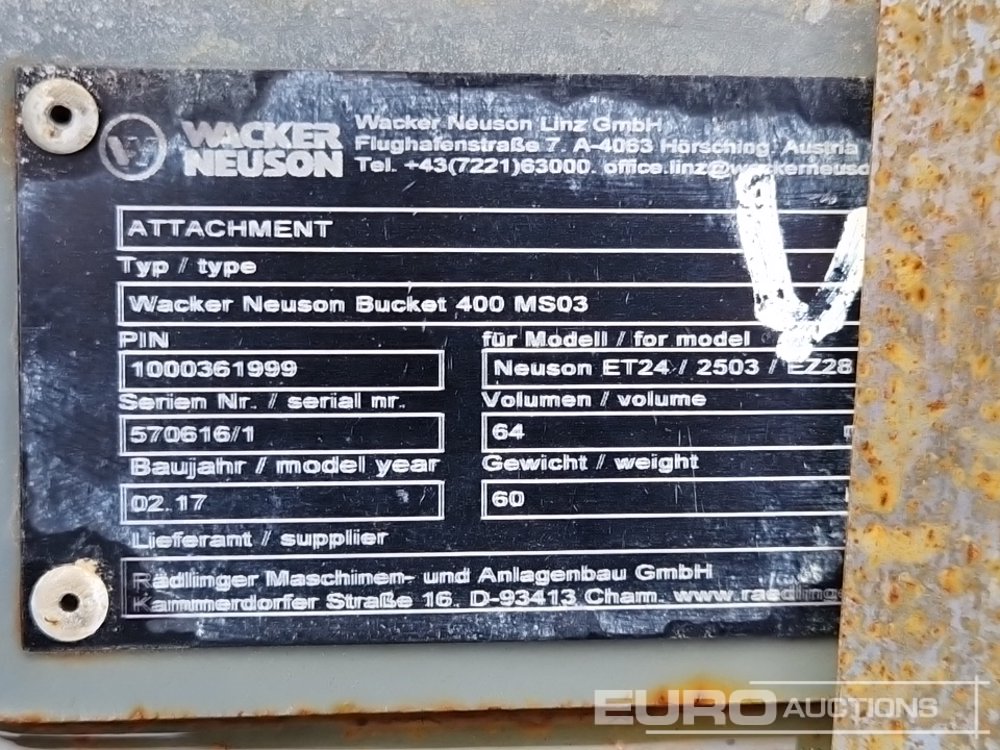 WACKER NEUSON
Wacker Neuson Linz GmbH
Flughafenstraße 7. A-4063 Hörsching. Austria
Tel. +43(7221)63000. office.linz@wackerneuso
ATTACHMENT
Typ / type
Wacker Neuson Bucket 400 MS03
PIN
1000361999
für Modell / for model
Neuson ET24 / 2503 / EZ28
Serien Nr. / serial nr.
570616/1
Volumen / volume
64
Baujahr / model year
02.17
Gewicht / weight
60
Lieferant / supplier
Rädlinger Maschinen- und Anlagenbau GmbH
Kammerdorfer Straße 16. D-93413 Cham. www.raedling
EURO AUCTIONS